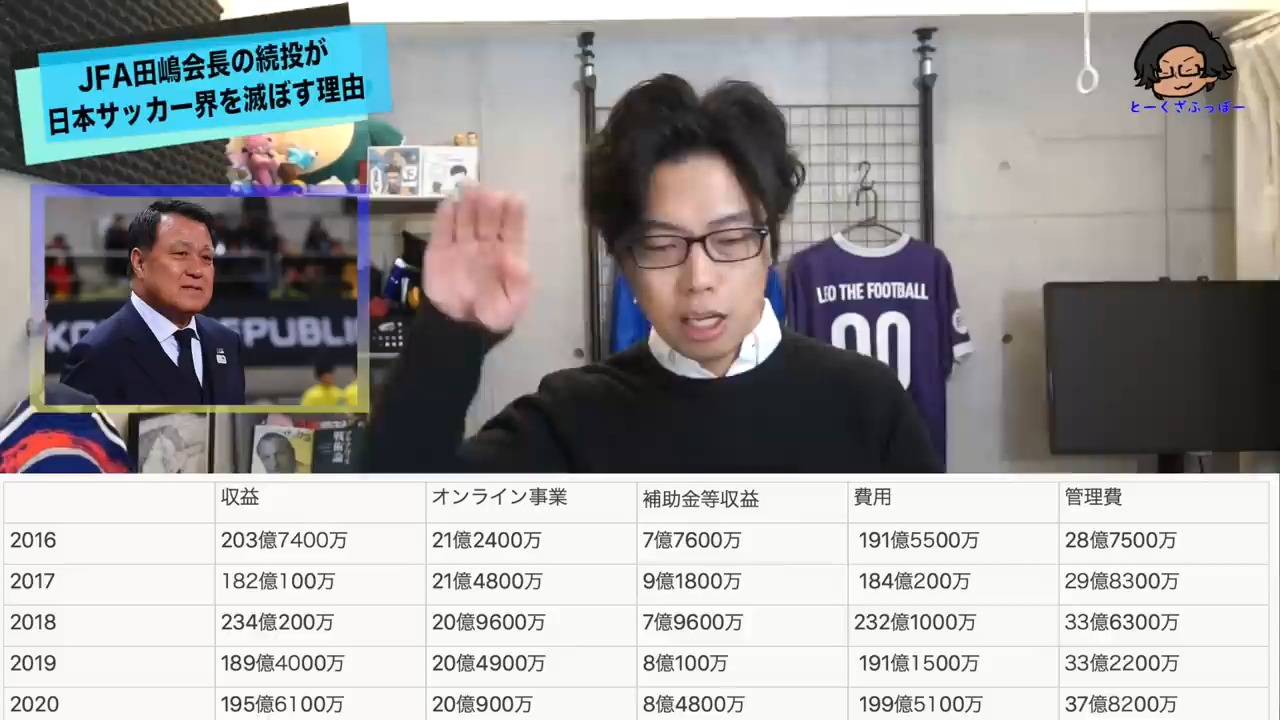 JFA田嶋会長の続投が
日本サッカー界を滅ぼす理由
とーくざふっぼー
LEO THE FOOTBALL
00
収益 オンライン事業 補助金等収益 費用 管理費
2016 203億7400万 21億2400万 7億7600万 191億5500万 28億7500万
2017 182億100万 21億4800万 9億1800万 184億200万 29億8300万
2018 234億200万 20億9600万 7億9600万 232億1000万 33億6300万
2019 189億4000万 20億4900万 8億100万 191億1500万 33億2200万
2020 195億6100万 20億900万 8億4800万 199億5100万 37億8200万